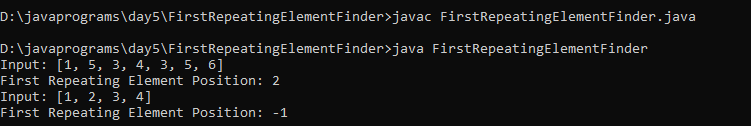 D:\javaprograms\day5\FirstRepeatingElementFinder>javac FirstRepeatingElementFinder.java
D:\javaprograms\day5\FirstRepeatingElementFinder>java FirstRepeatingElementFinder
Input: [1, 5, 3, 4, 3, 5, 6]
First Repeating Element Position: 2
Input: [1, 2, 3, 4]
First Repeating Element Position: -1